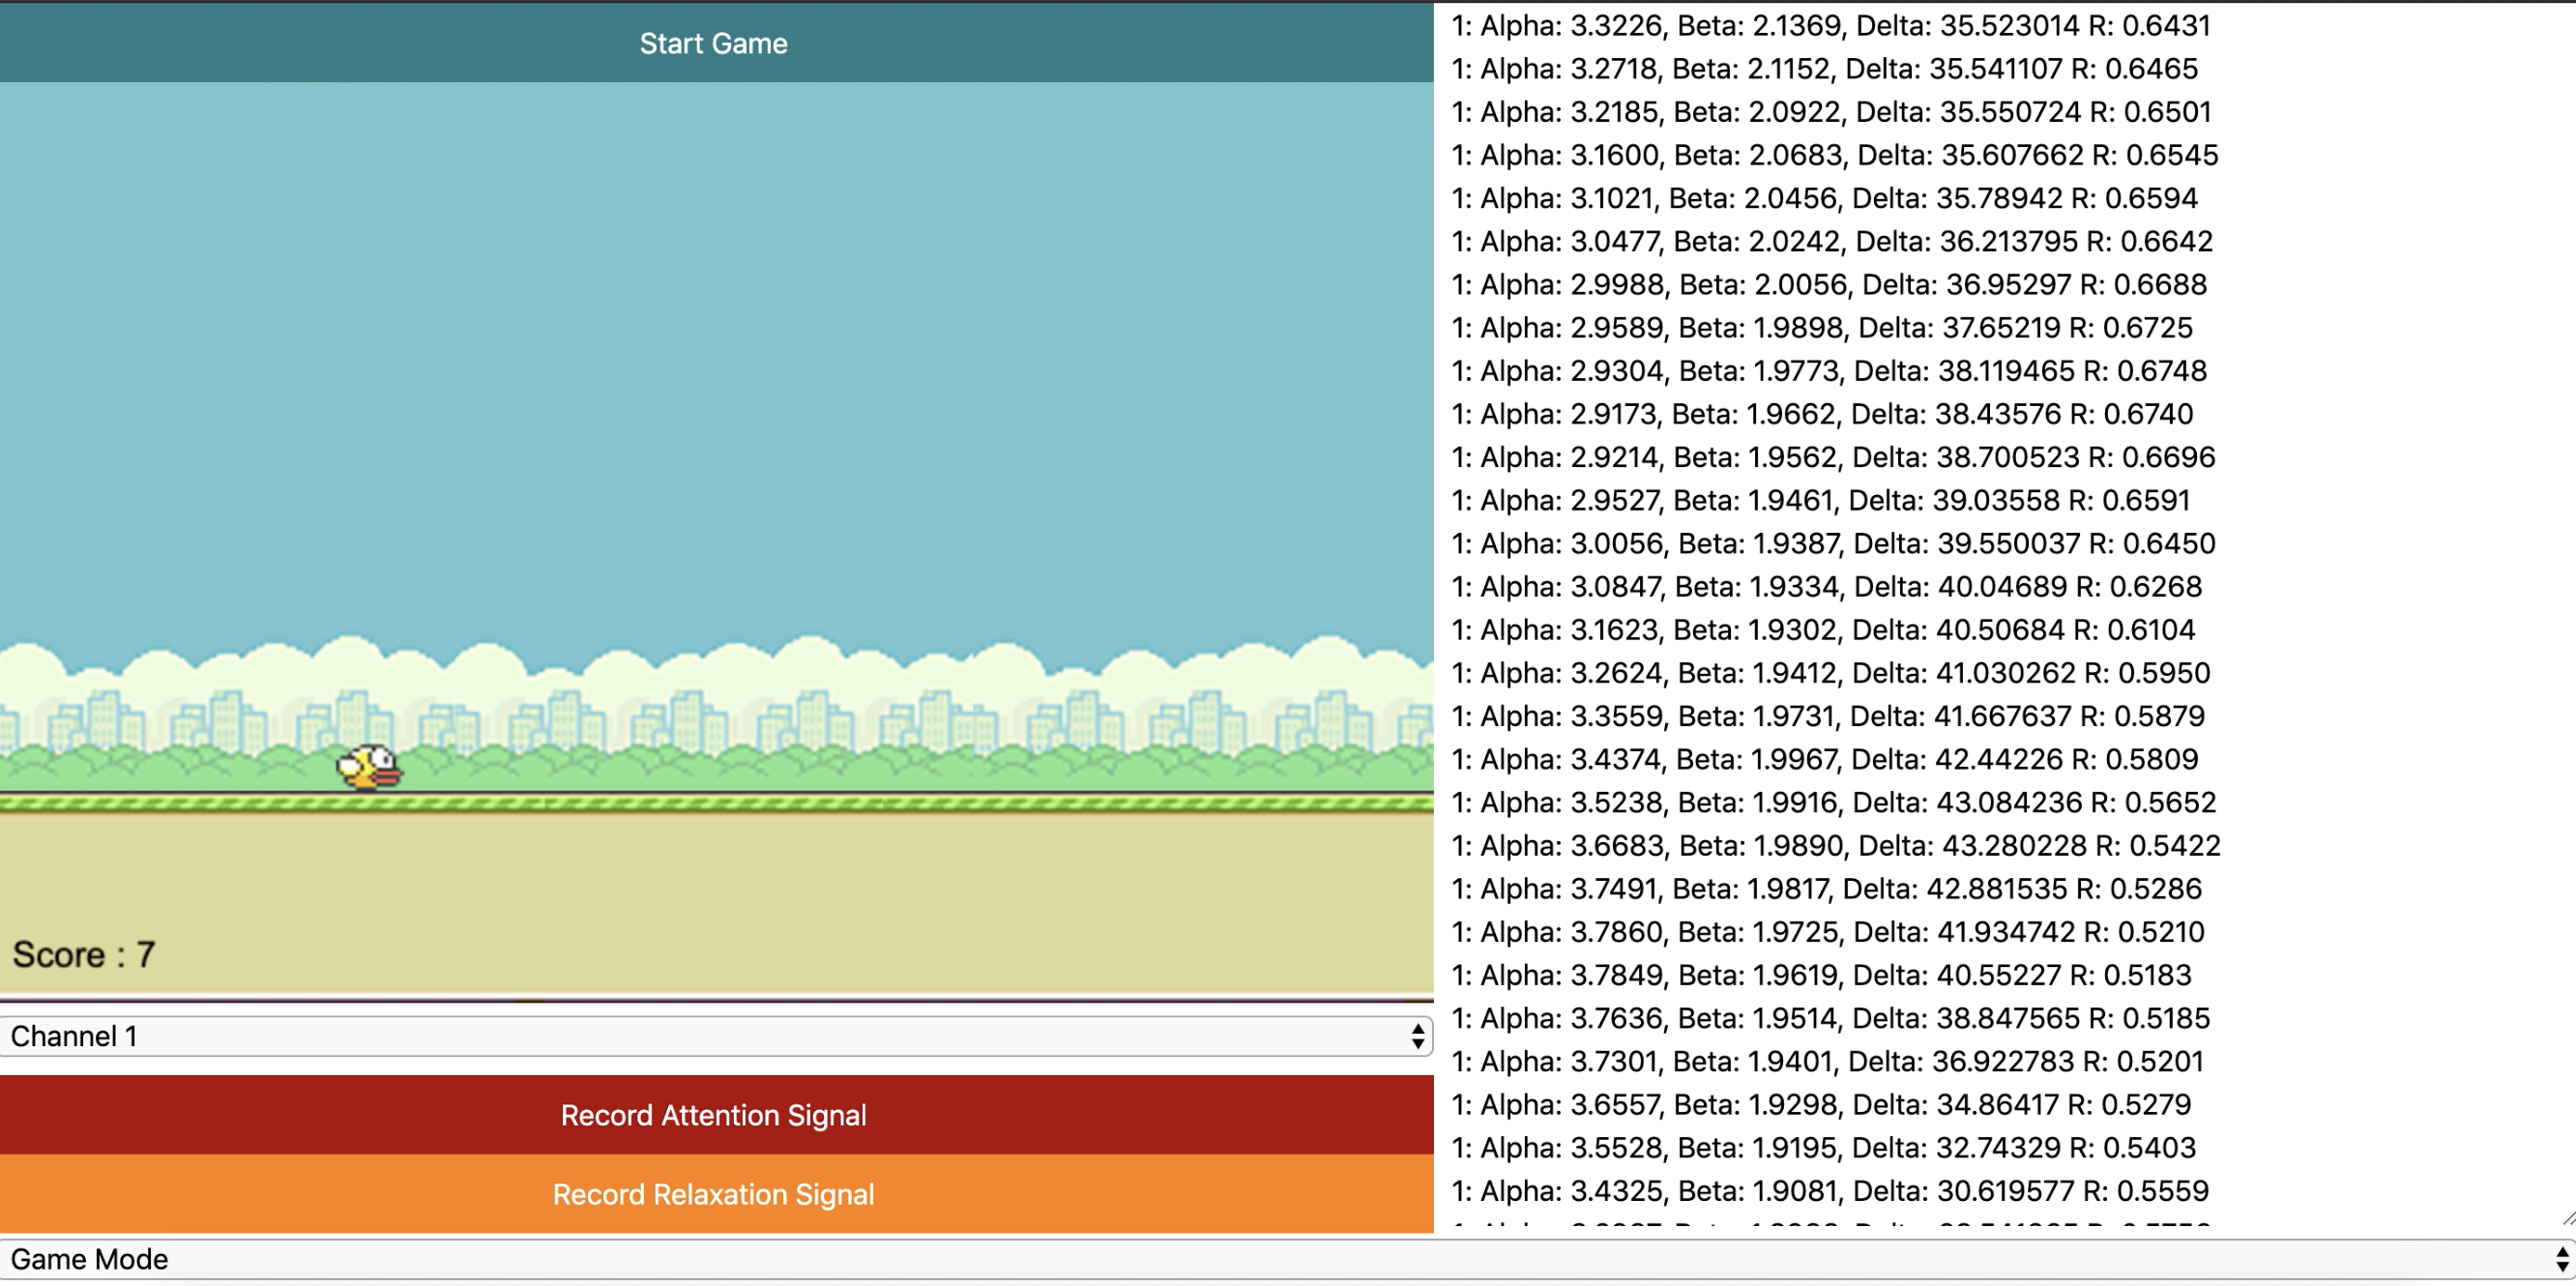 Start Game
Score : 7
Channel 1
Record Attention Signal
Record Relaxation Signal
Game Mode
1: Alpha: 3.3226, Beta: 2.1369, Delta: 35.523014 R: 0.6431
1: Alpha: 3.2718, Beta: 2.1152, Delta: 35.541107 R: 0.6465
1: Alpha: 3.2185, Beta: 2.0922, Delta: 35.550724 R: 0.6501
1: Alpha: 3.1600, Beta: 2.0683, Delta: 35.607662 R: 0.6545
1: Alpha: 3.1021, Beta: 2.0456, Delta: 35.78942 R: 0.6594
1: Alpha: 3.0477, Beta: 2.0242, Delta: 36.213795 R: 0.6642
1: Alpha: 2.9988, Beta: 2.0056, Delta: 36.95297 R: 0.6688
1: Alpha: 2.9589, Beta: 1.9898, Delta: 37.65219 R: 0.6725
1: Alpha: 2.9304, Beta: 1.9773, Delta: 38.119465 R: 0.6748
1: Alpha: 2.9173, Beta: 1.9662, Delta: 38.43576 R: 0.6740
1: Alpha: 2.9214, Beta: 1.9562, Delta: 38.700523 R: 0.6696
1: Alpha: 2.9527, Beta: 1.9461, Delta: 39.03558 R: 0.6591
1: Alpha: 3.0056, Beta: 1.9387, Delta: 39.550037 R: 0.6450
1: Alpha: 3.0847, Beta: 1.9334, Delta: 40.04689 R: 0.6268
1: Alpha: 3.1623, Beta: 1.9302, Delta: 40.50684 R: 0.6104
1: Alpha: 3.2624, Beta: 1.9412, Delta: 41.030262 R: 0.5950
1: Alpha: 3.3559, Beta: 1.9731, Delta: 41.667637 R: 0.5879
1: Alpha: 3.4374, Beta: 1.9967, Delta: 42.44226 R: 0.5809
1: Alpha: 3.5238, Beta: 1.9916, Delta: 43.084236 R: 0.5652
1: Alpha: 3.6683, Beta: 1.9890, Delta: 43.280228 R: 0.5422
1: Alpha: 3.7491, Beta: 1.9817, Delta: 42.881535 R: 0.5286
1: Alpha: 3.7860, Beta: 1.9725, Delta: 41.934742 R: 0.5210
1: Alpha: 3.7849, Beta: 1.9619, Delta: 40.55227 R: 0.5183
1: Alpha: 3.7636, Beta: 1.9514, Delta: 38.847565 R: 0.5185
1: Alpha: 3.7301, Beta: 1.9401, Delta: 36.922783 R: 0.5201
1: Alpha: 3.6557, Beta: 1.9298, Delta: 34.86417 R: 0.5279
1: Alpha: 3.5528, Beta: 1.9195, Delta: 32.74329 R: 0.5403
1: Alpha: 3.4325, Beta: 1.9081, Delta: 30.619577 R: 0.5559